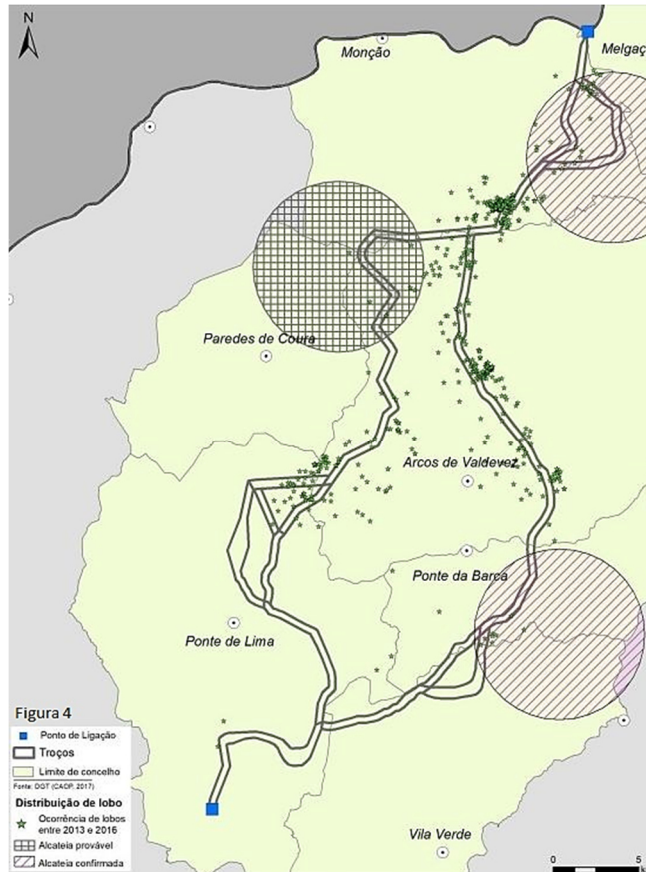 N
Monção
Melgaç
Paredes de Coura
Arcos de Valdevez
Ponte da Barca
Ponte de Lima
Figura 4
Ponto de Ligação
Troços
Limite de concelho
Fonte: DGT (CAOP, 2017)
Distribuição de lobo
Ocorrência de lobos
entre 2013 e 2016
Alcateia provável
Alcateia confirmada
Vila Verde
0 5